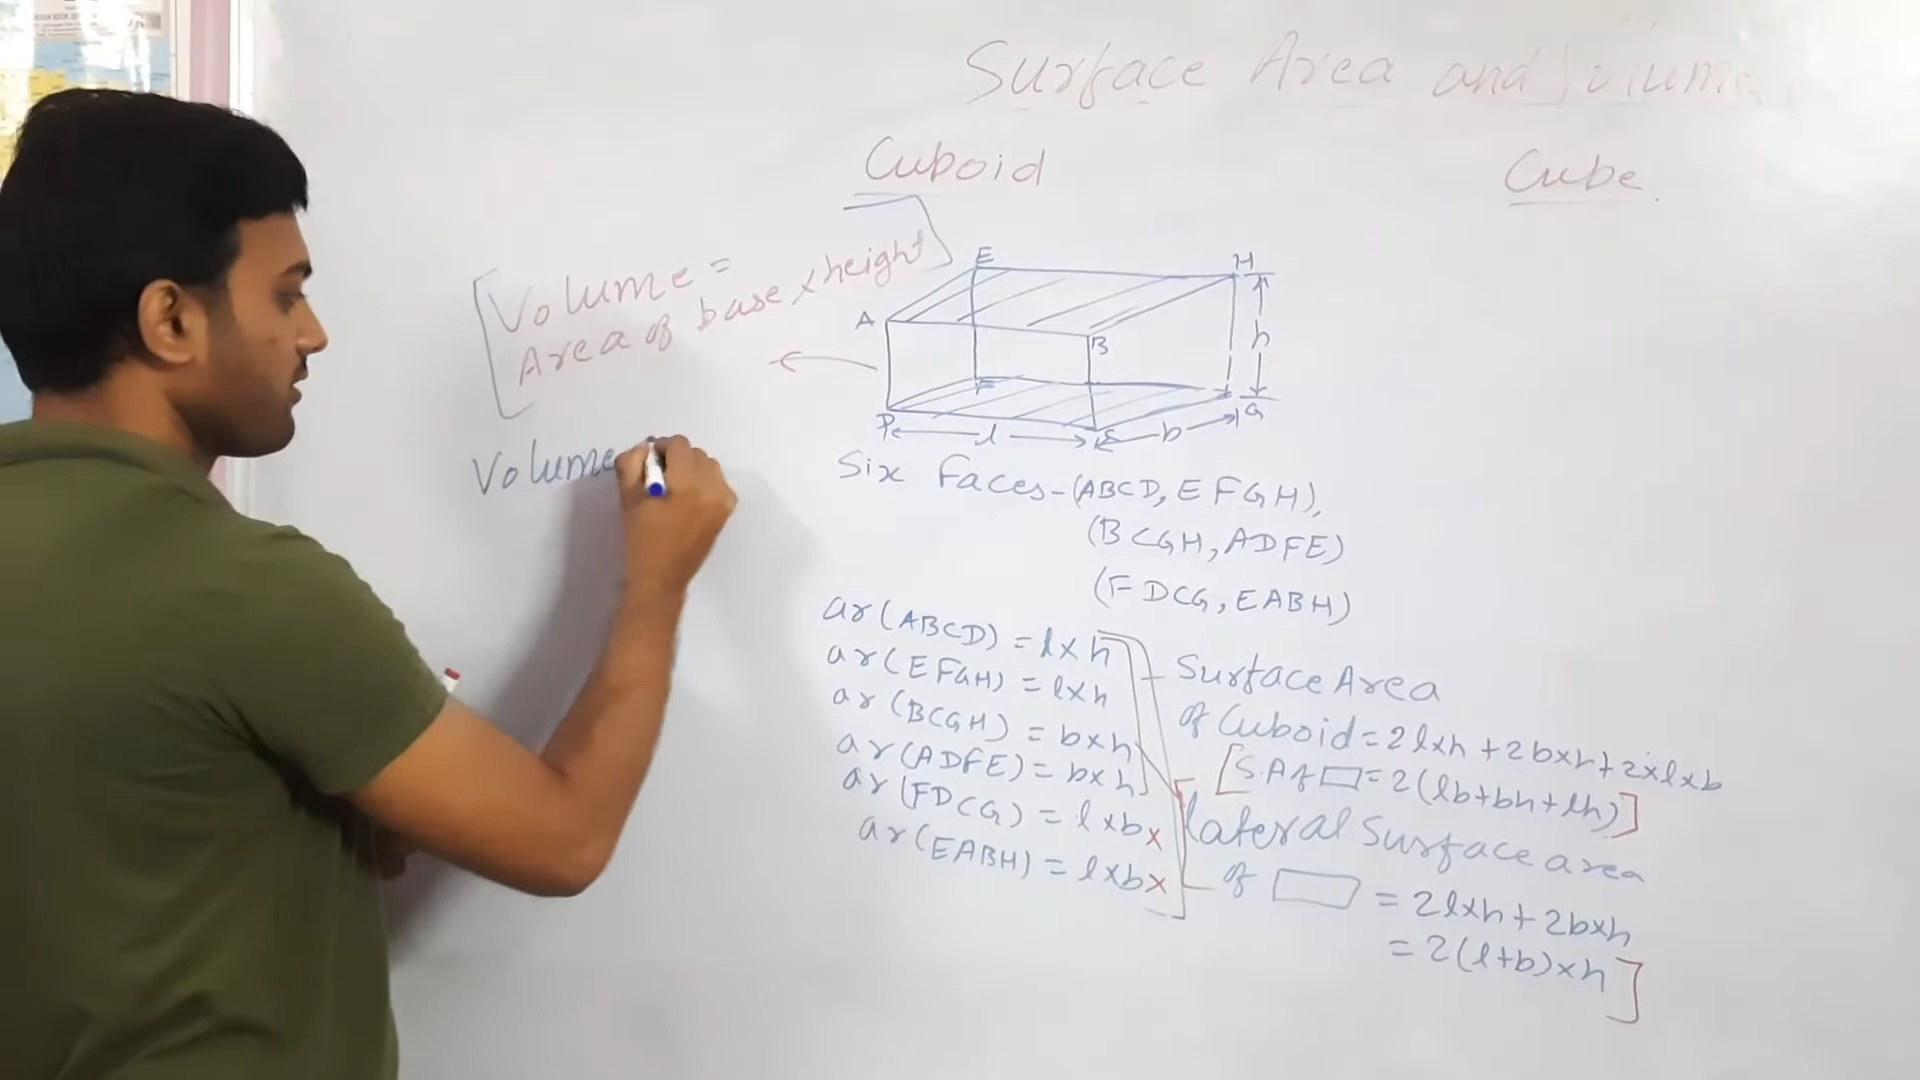 Surface Area and Volume
Cuboid
Cube.
Volume =
Area of base x height
E
H
A
B
h
F
G
l
b
Volume
Six Faces-(ABCD, EFGH),
(BCGH, ADFE)
(FDCG, EABH)
ar(ABCD) = l x h
ar(EFGH) = l x h
ar(BCGH) = b x h
ar(ADFE) = b x h
ar(FDCG) = l x b x
ar(EABH) = l x b x
Surface Area
of Cuboid = 2lxh + 2bxh + 2xlxb
[S.A of ▭ = 2(lb+bh+lh)]
lateral Surface area
of ▭ = 2lxh + 2bxh
= 2(l+b)xh]